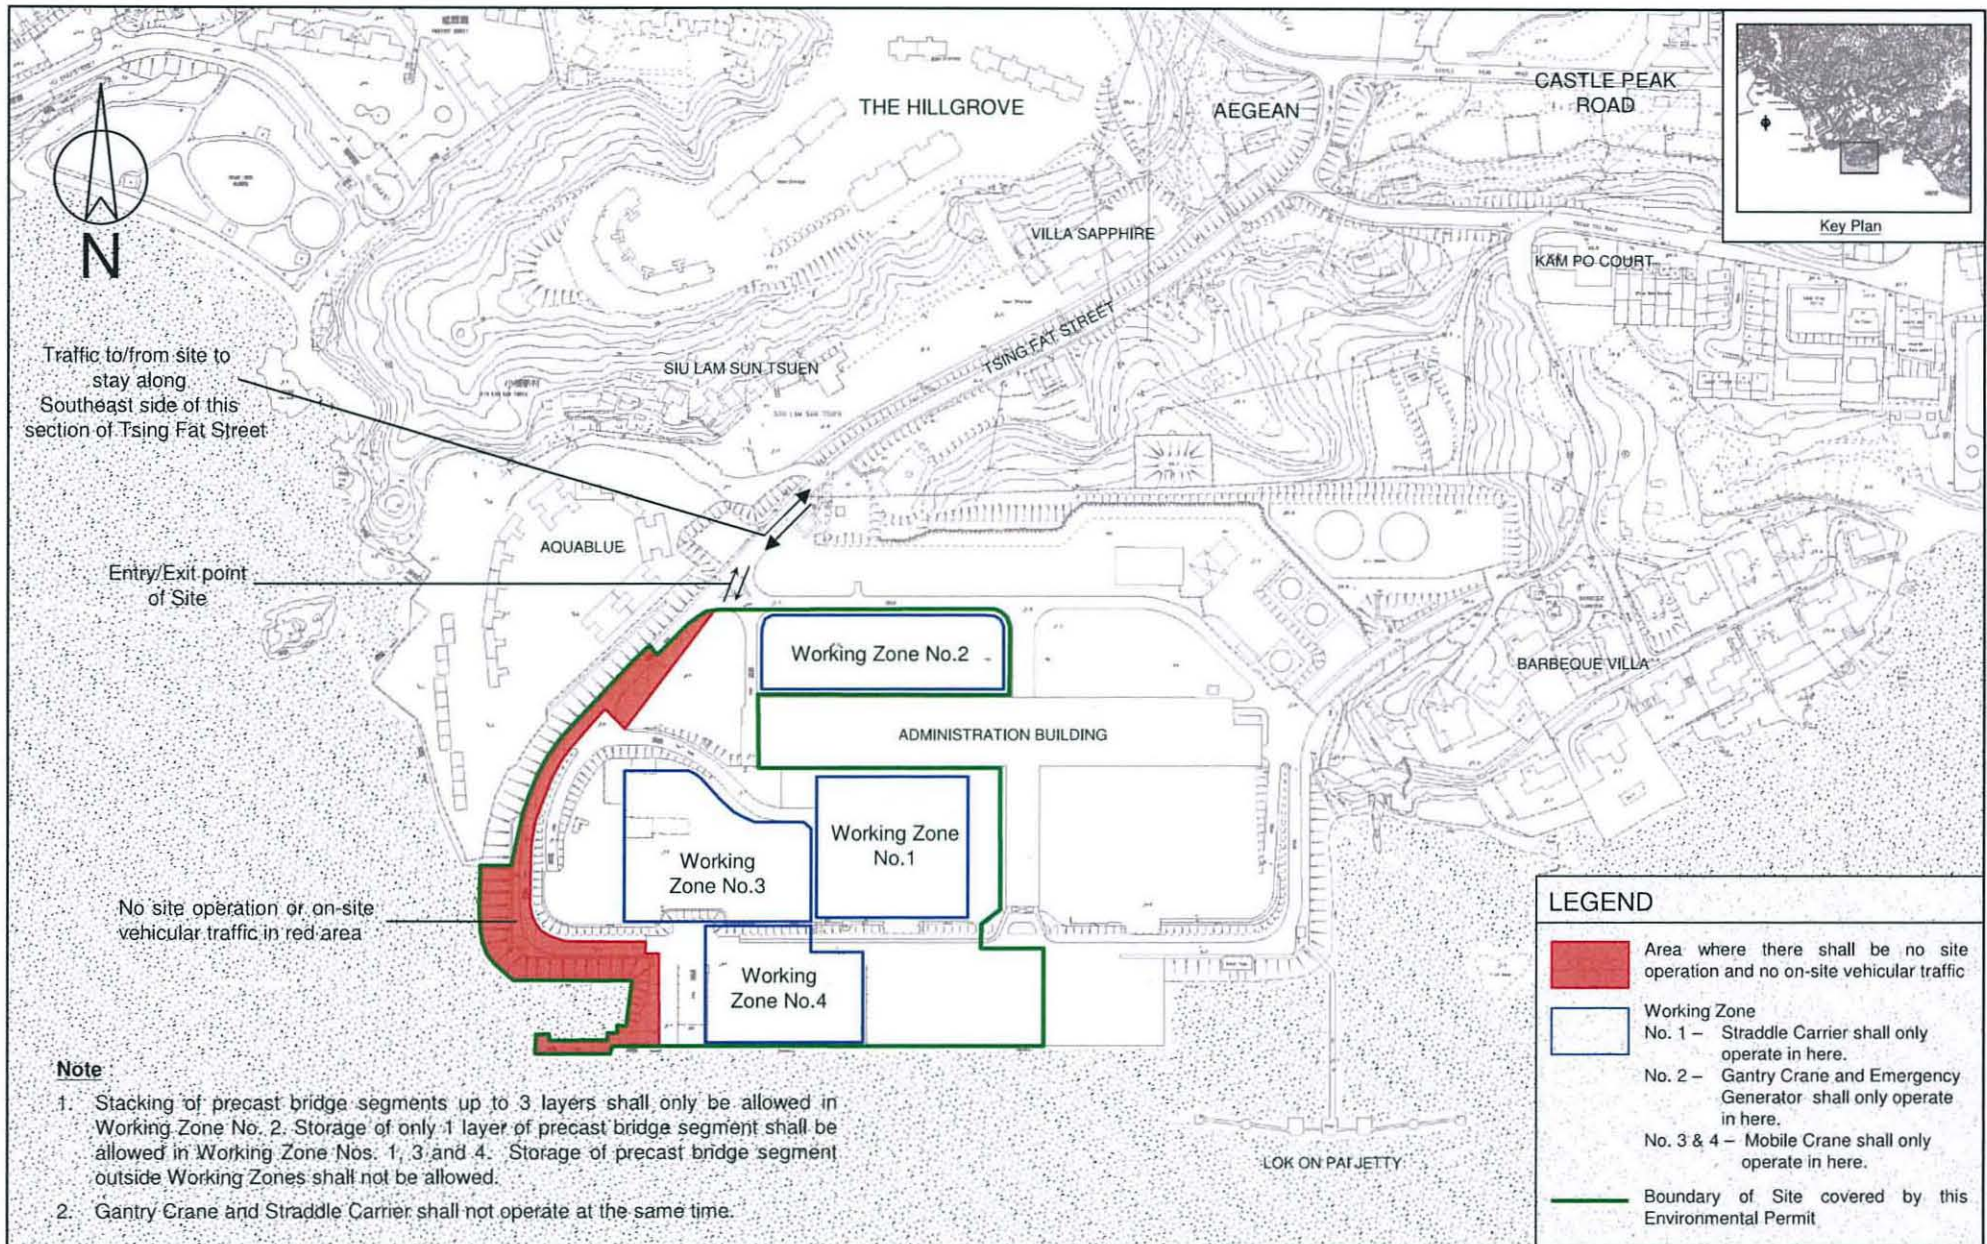 THE HILLGROVE
AEGEAN
CASTLE PEAK
ROAD
Key Plan
N
VILLA SAPPHIRE
KAM PO COURT
TSING FAT STREET
SIU LAM SUN TSUEN
Traffic to/from site to
stay along
Southeast side of this
section of Tsing Fat Street
AQUABLUE
Entry/Exit point
of Site
Working Zone No.2
BARBEQUE VILLA
ADMINISTRATION BUILDING
Working Zone
No.1
Working
Zone No.3
No site operation or on-site
vehicular traffic in red area
Working
Zone No.4
LOK ON PAI JETTY
Note :
1. Stacking of precast bridge segments up to 3 layers shall only be allowed in
Working Zone No. 2. Storage of only 1 layer of precast bridge segment shall be
allowed in Working Zone Nos. 1, 3 and 4. Storage of precast bridge segment
outside Working Zones shall not be allowed.
2. Gantry Crane and Straddle Carrier shall not operate at the same time.
LEGEND
Area where there shall be no site
operation and no on-site vehicular traffic
Working Zone
No. 1 – Straddle Carrier shall only
operate in here.
No. 2 – Gantry Crane and Emergency
Generator shall only operate
in here.
No. 3 & 4 – Mobile Crane shall only
operate in here.
Boundary of Site covered by this
Environmental Permit